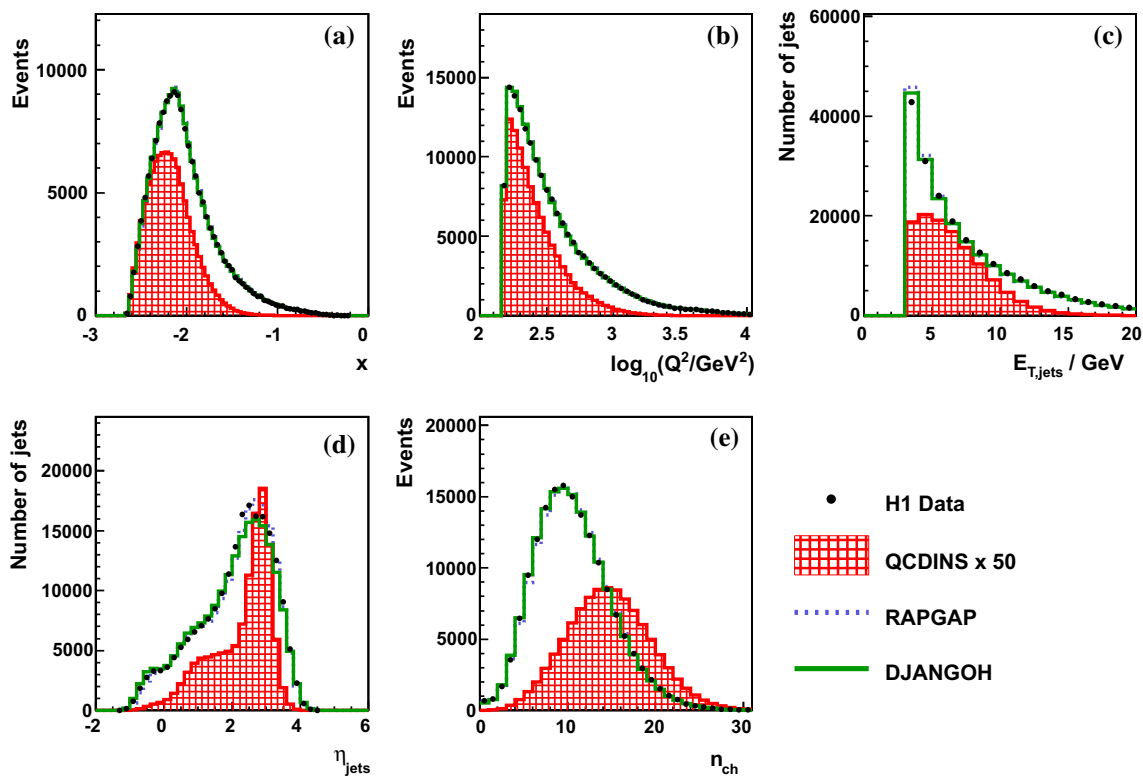 (a)
Events
10000
5000
0
-3 -2 -1 0
x
(b)
Events
15000
10000
5000
0
2 2.5 3 3.5 4
log10(Q²/GeV²)
(c)
Number of jets
60000
40000
20000
0
0 5 10 15 20
E_T,jets / GeV
(d)
Number of jets
20000
15000
10000
5000
0
-2 0 2 4 6
η_jets
(e)
Events
20000
15000
10000
5000
0
0 10 20 30
n_ch
H1 Data
QCDINS x 50
RAPGAP
DJANGOH